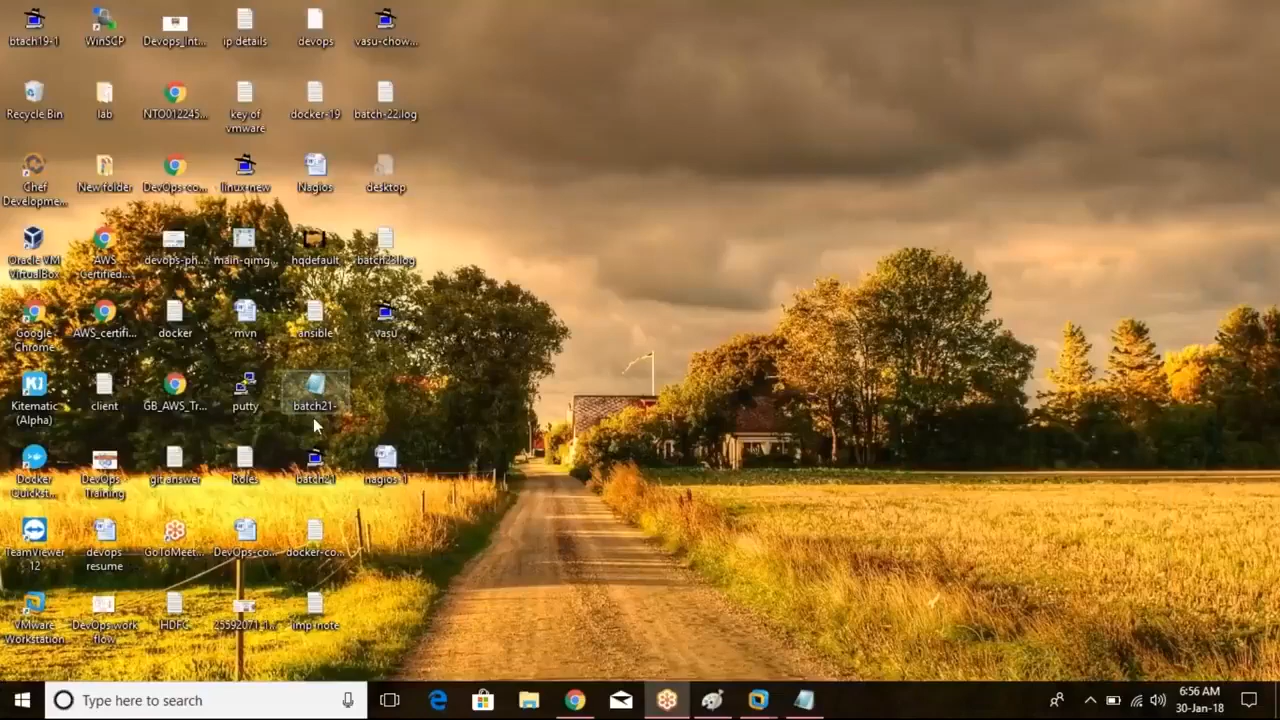 btach19-1
WinSCP
Devops_Int...
ip details
devops
vasu-chow...
Recycle Bin
lab
NTO012245...
key of
vmware
docker-19
batch-22.log
Chef
Developme...
New folder
DevOps-co...
linux-new
Nagios
desktop
Oracle VM
VirtualBox
AWS
Certified...
devops-ph...
main-qimg...
hqdefault
batch23.log
Google
Chrome
AWS_certifi...
docker
mvn
ansible
vasu
Kitematic
(Alpha)
client
GB_AWS_Tr...
putty
batch21-
Docker
Quickst...
DevOps
Training
gitanswer
Roles
batch21
nagios-1
TeamViewer
12
devops
resume
GoToMeet...
DevOps_co...
docker-co...
VMware
Workstation
DevOps work
flow
HDFC
25592071_1...
imp note
Type here to search
6:56 AM
30-Jan-18